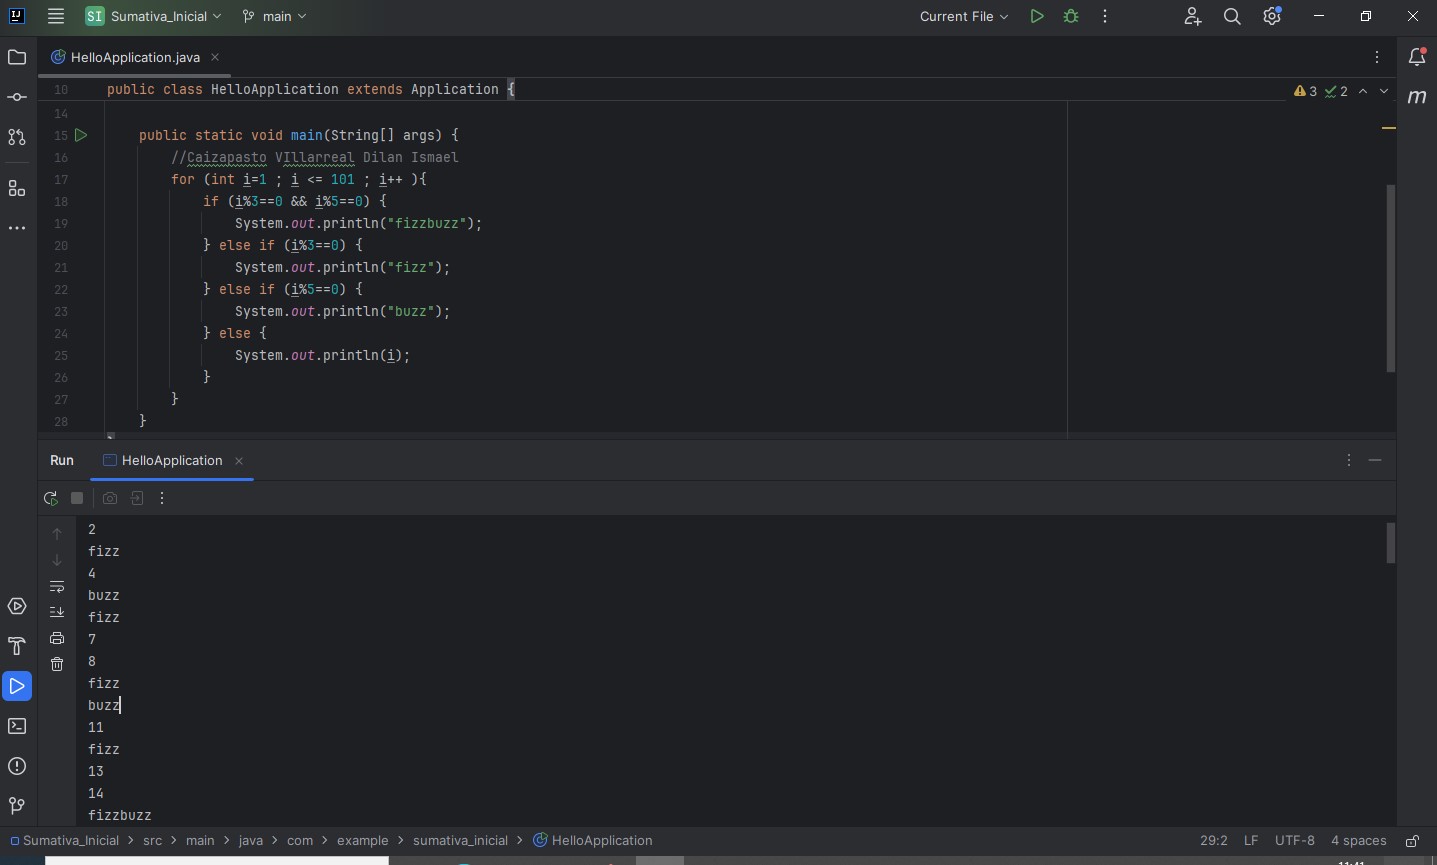 SI Sumativa_Inicial main Current File
HelloApplication.java
10 public class HelloApplication extends Application {
3 2
14
15 public static void main(String[] args) {
16 //Caizapasto VIllarreal Dilan Ismael
17 for (int i=1 ; i <= 101 ; i++ ){
18 if (i%3==0 && i%5==0) {
19 System.out.println("fizzbuzz");
20 } else if (i%3==0) {
21 System.out.println("fizz");
22 } else if (i%5==0) {
23 System.out.println("buzz");
24 } else {
25 System.out.println(i);
26 }
27 }
28 }
Run HelloApplication
2
fizz
4
buzz
fizz
7
8
fizz
buzz
11
fizz
13
14
fizzbuzz
Sumativa_Inicial > src > main > java > com > example > sumativa_inicial > HelloApplication 29:2 LF UTF-8 4 spaces